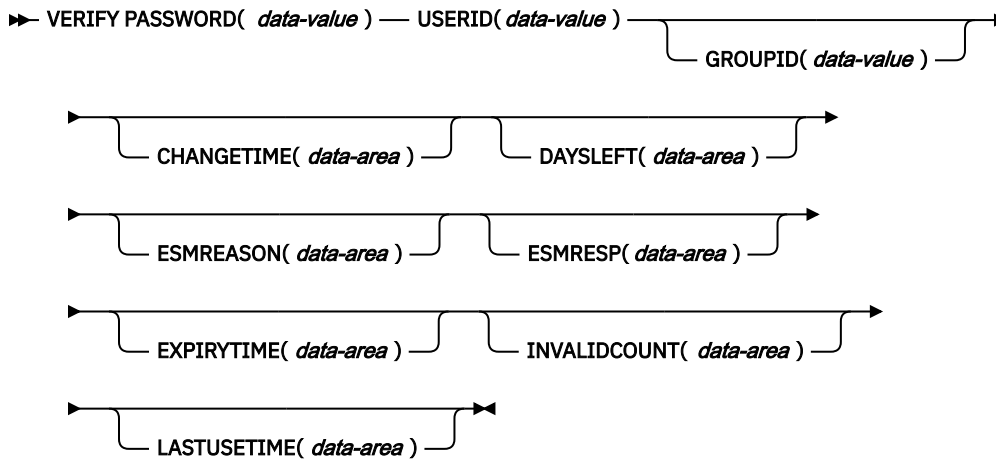 VERIFY PASSWORD( data-value ) USERID( data-value )
GROUPID( data-value )
CHANGETIME( data-area ) DAYSLEFT( data-area )
ESMREASON( data-area ) ESMRESP( data-area )
EXPIRYTIME( data-area ) INVALIDCOUNT( data-area )
LASTUSETIME( data-area )